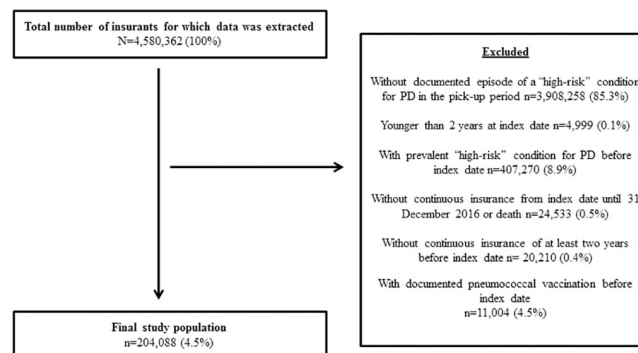 Total number of insurants for which data was extracted
N=4,580,362 (100%)
Excluded
Without documented episode of a "high-risk" condition
for PD in the pick-up period n=3,908,258 (85.3%)
Younger than 2 years at index date n=4,999 (0.1%)
With prevalent "high-risk" condition for PD before
index date n=407,270 (8.9%)
Without continuous insurance from index date until 31
December 2016 or death n=24,533 (0.5%)
Without continuous insurance of at least two years
before index date n= 20,210 (0.4%)
With documented pneumococcal vaccination before
index date
n=11,004 (4.5%)
Final study population
n=204,088 (4.5%)